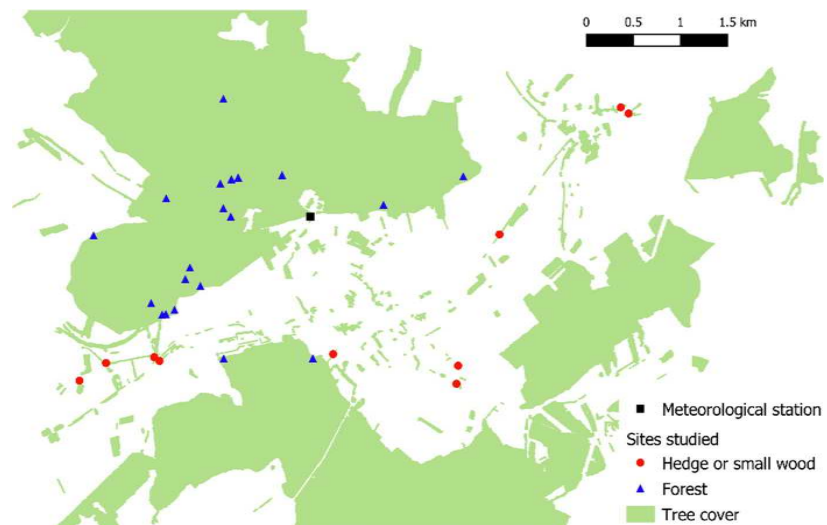 0 0.5 1 1.5 km
Meteorological station
Sites studied
Hedge or small wood
Forest
Tree cover